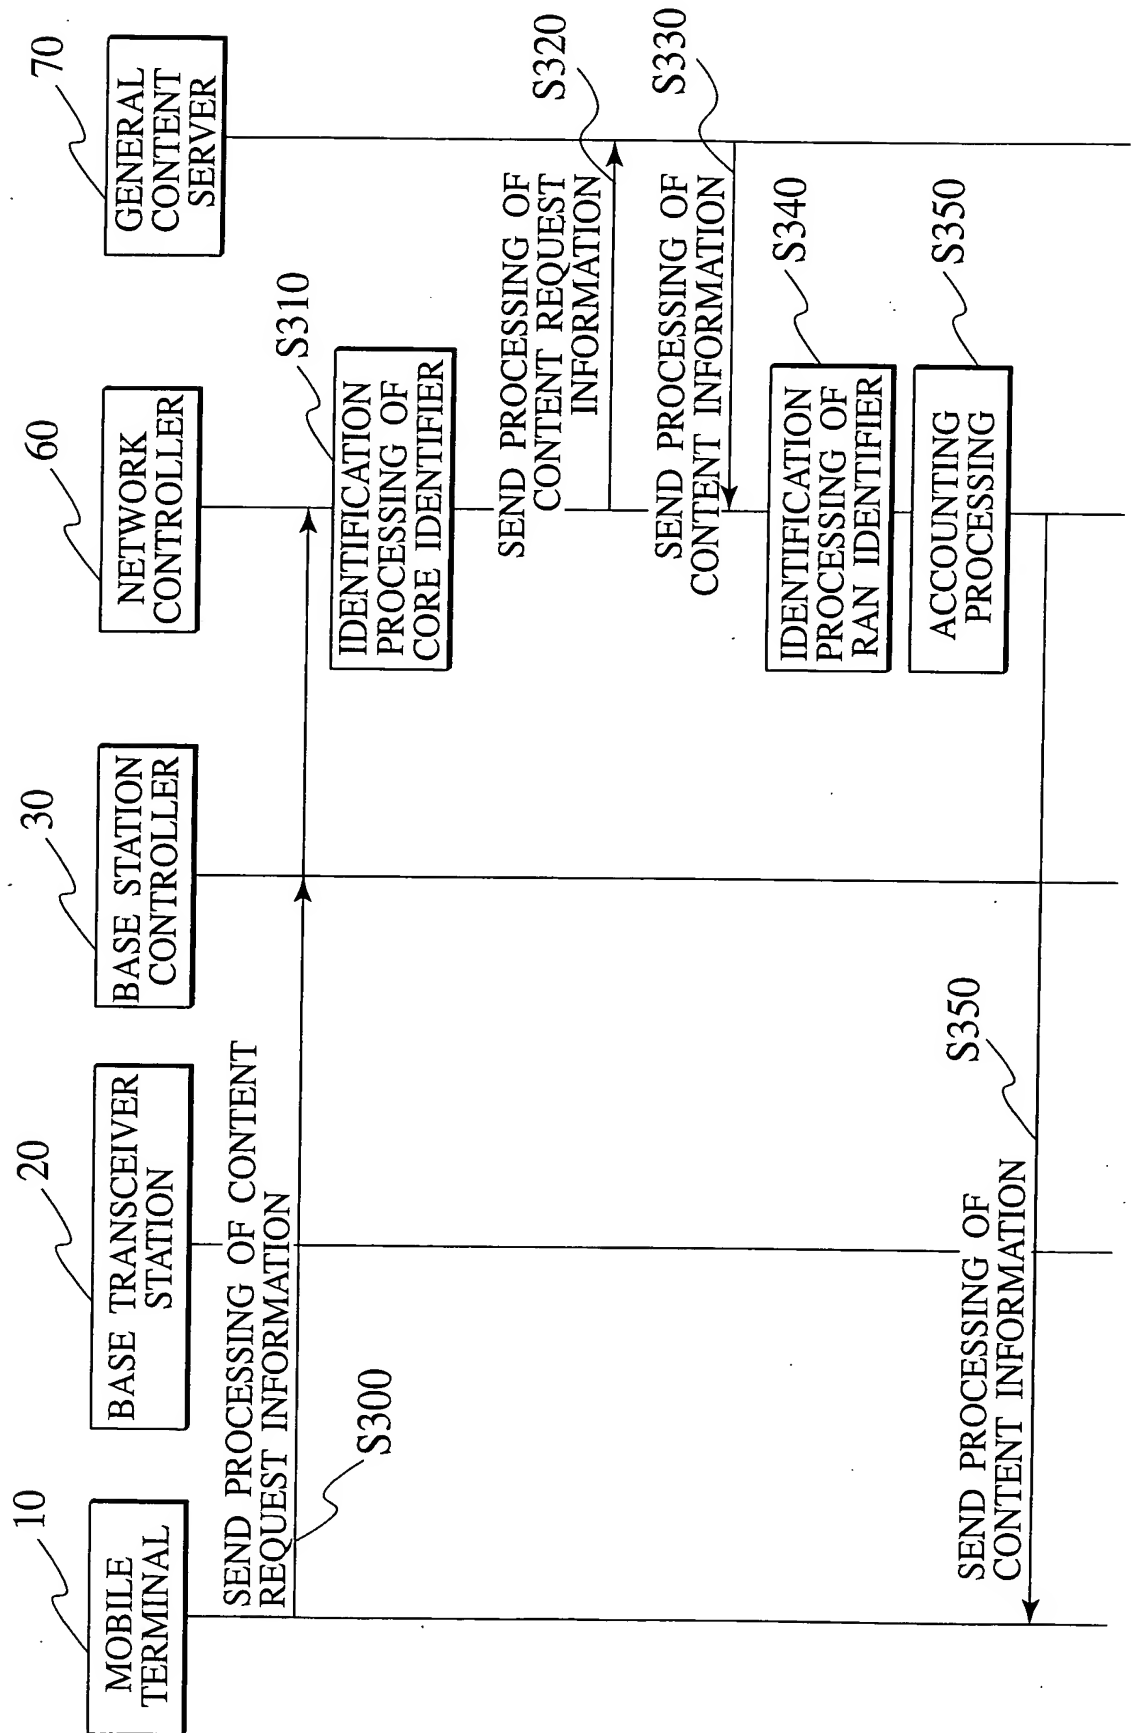 10
MOBILE
TERMINAL
20
BASE TRANSCEIVER
STATION
30
BASE STATION
CONTROLLER
60
NETWORK
CONTROLLER
70
GENERAL
CONTENT
SERVER
SEND PROCESSING OF CONTENT
REQUEST INFORMATION
S300
S310
IDENTIFICATION
PROCESSING OF
CORE IDENTIFIER
SEND PROCESSING OF
CONTENT REQUEST
INFORMATION
S320
SEND PROCESSING OF
CONTENT INFORMATION
S330
IDENTIFICATION
PROCESSING OF
RAN IDENTIFIER
S340
ACCOUNTING
PROCESSING
S350
SEND PROCESSING OF
CONTENT INFORMATION
S350